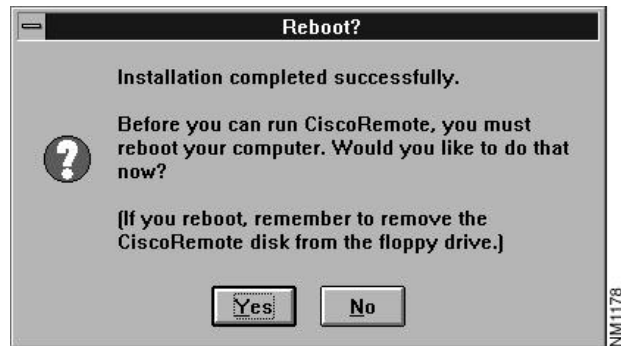 Reboot?
Installation completed successfully.
Before you can run CiscoRemote, you must
reboot your computer. Would you like to do that
now?
(If you reboot, remember to remove the
CiscoRemote disk from the floppy drive.)
Yes
No
NM1178